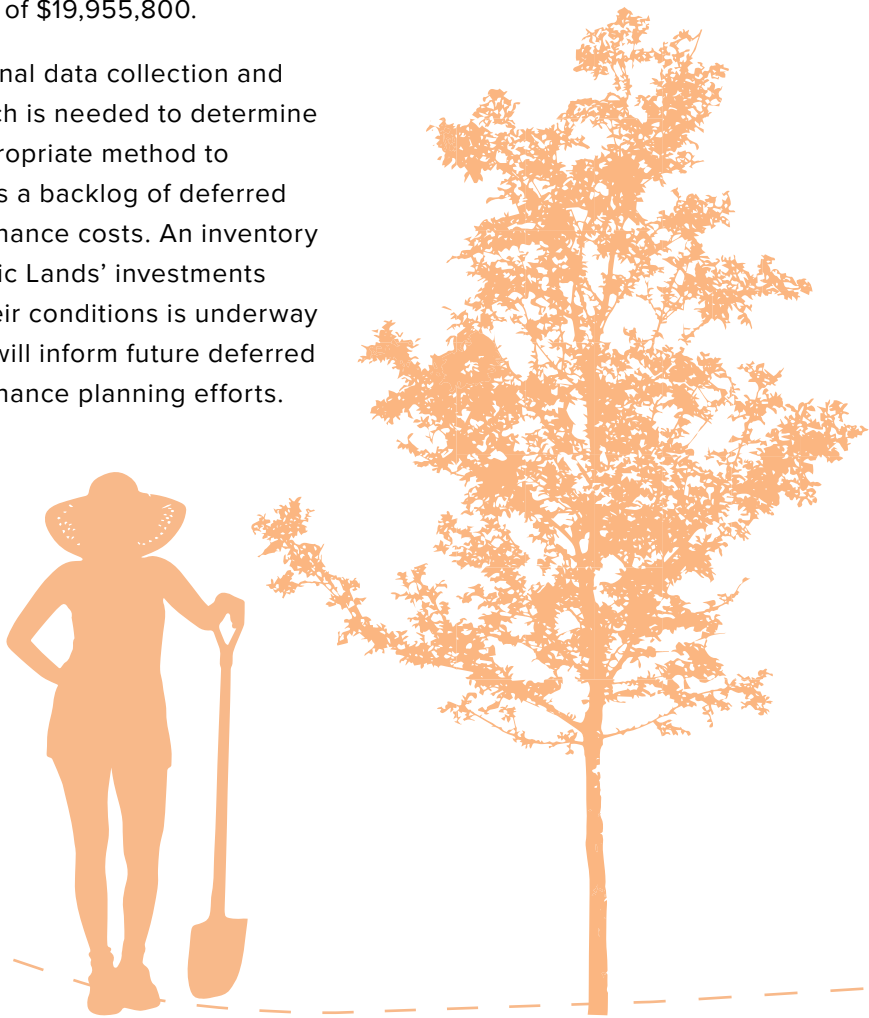 of $19,955,800.
nal data collection and
ch is needed to determine
ropriate method to
s a backlog of deferred
nance costs. An inventory
ic Lands’ investments
eir conditions is underway
will inform future deferred
nance planning efforts.